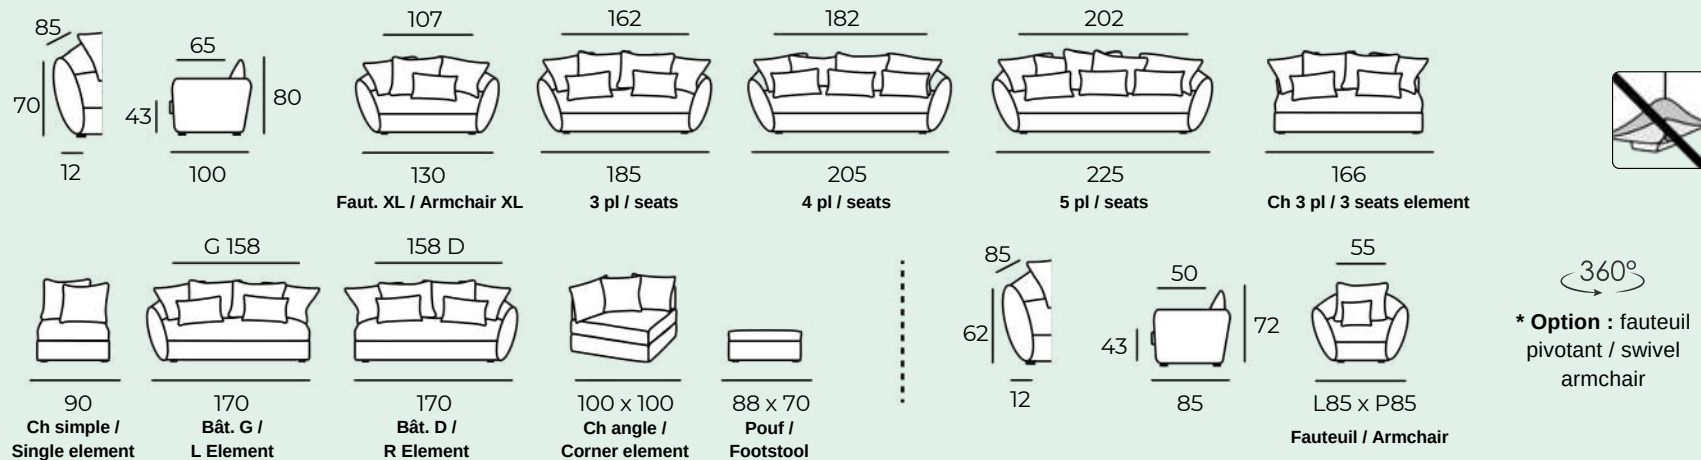 85
70
12
65
43
80
100
107
130
Faut. XL / Armchair XL
162
185
3 pl / seats
182
205
4 pl / seats
202
225
5 pl / seats
166
Ch 3 pl / 3 seats element
90
Ch simple /
Single element
G 158
170
Bât. G /
L Element
158 D
170
Bât. D /
R Element
100 x 100
Ch angle /
Corner element
88 x 70
Pouf /
Footstool
85
62
12
50
43
72
85
55
L85 x P85
Fauteuil / Armchair
360°
* Option : fauteuil
pivotant / swivel
armchair